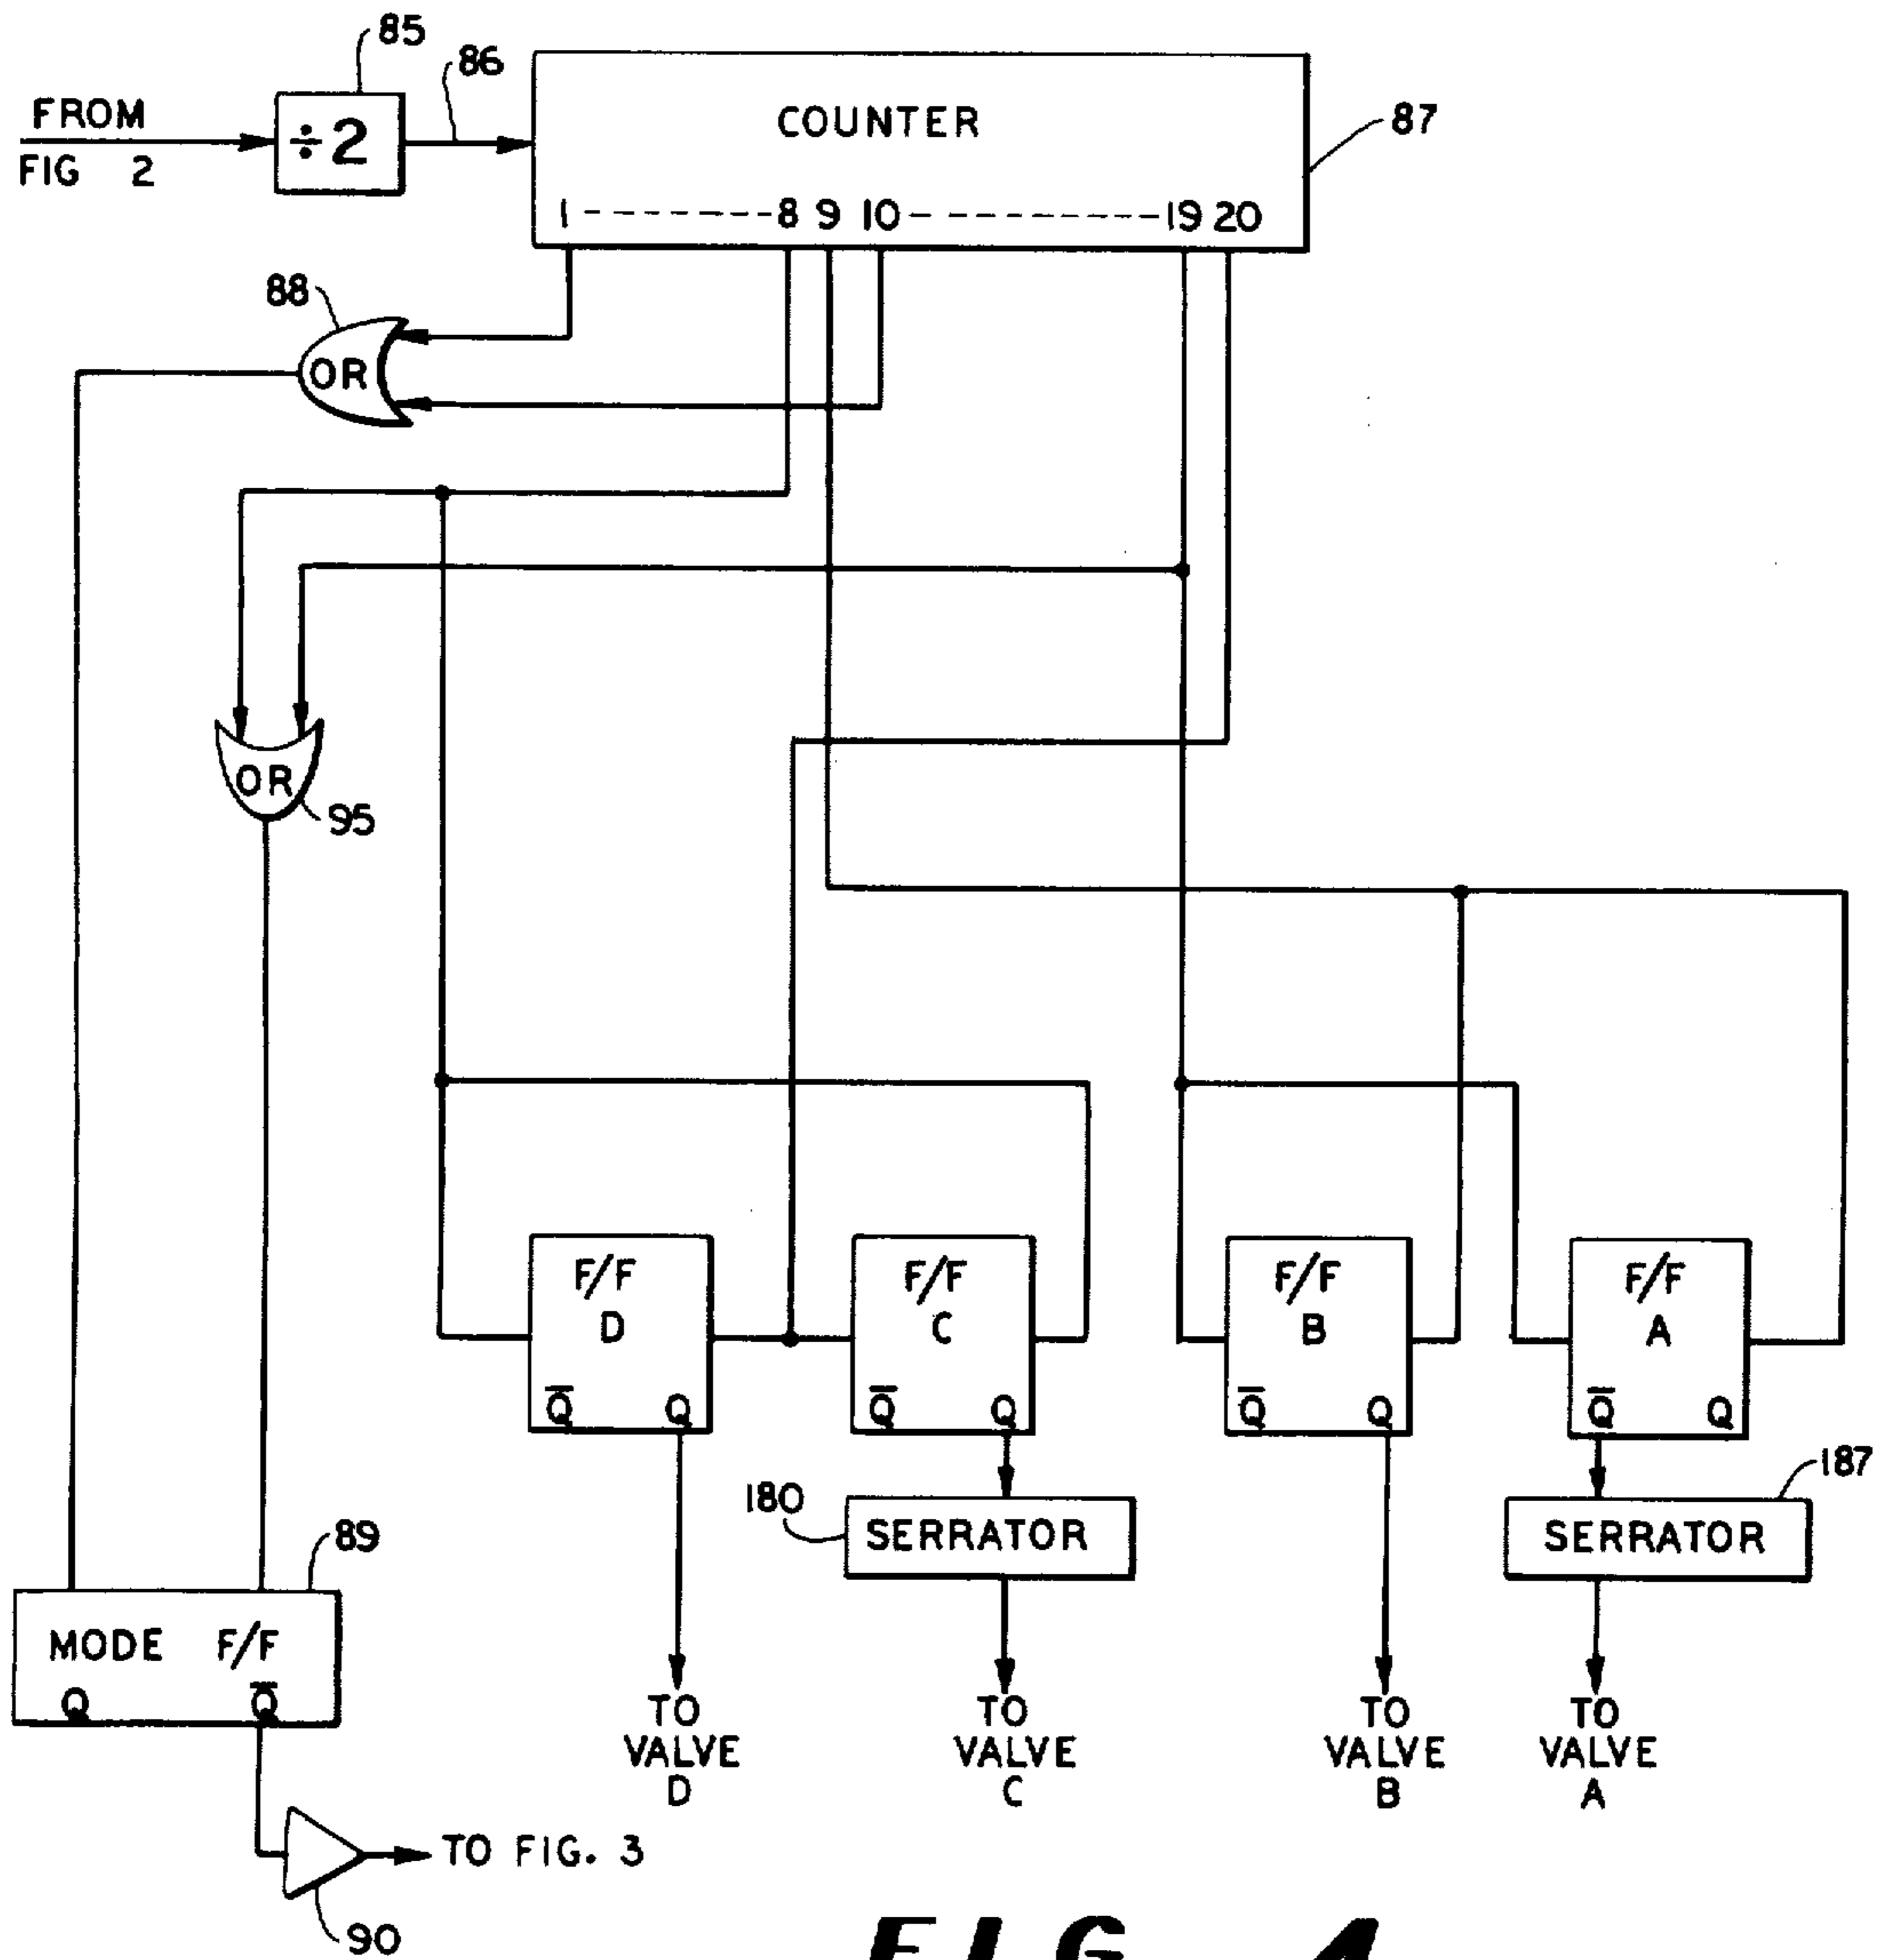 85
86
FROM
FIG 2
÷2
COUNTER
87
1 --------8 9 10 ----------19 20
88
OR
OR
95
F/F
D
Q̅ Q
F/F
C
Q̅ Q
F/F
B
Q̅ Q
F/F
A
Q̅ Q
180
SERRATOR
187
SERRATOR
89
MODE F/F
Q Q̅
TO
VALVE
D
TO
VALVE
C
TO
VALVE
B
TO
VALVE
A
TO FIG. 3
90
FIG 4